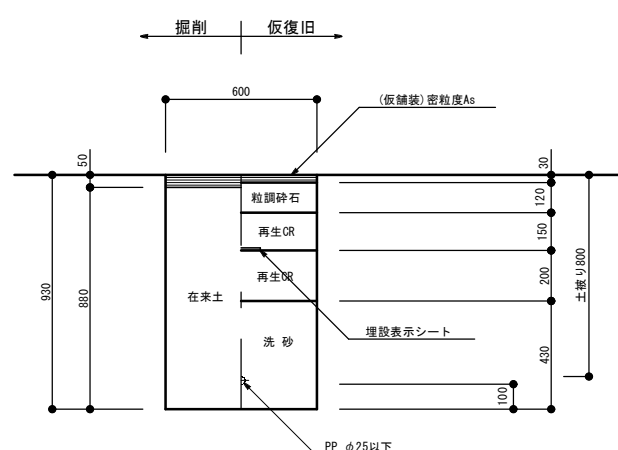 掘削 仮復旧
600
(仮舗装)密粒度As
50
30
粒調砕石
120
再生CR
150
再生CR
200
土被り800
930
880
在来土
埋設表示シート
洗 砂
430
100
PP φ25以下